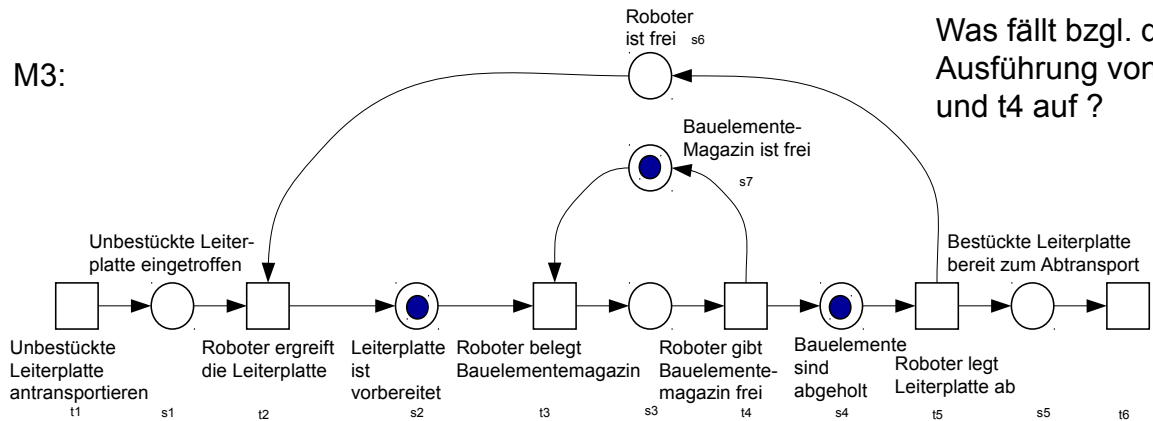 M3:
Roboter
ist frei
s6
Was fällt bzgl.
Ausführung
und t4 auf ?
Bauelemente-
Magazin ist frei
s7
Unbestückte Leiter-
platte eingetroffen
Bestückte Leiterplatte
bereit zum Abtransport
Unbestückte
Leiterplatte
antransportieren
t1
s1
Roboter ergreift
die Leiterplatte
t2
Leiterplatte
ist
vorbereitet
s2
Roboter belegt
Bauelementemagazin
t3
s3
Roboter gibt
Bauelemente-
magazin frei
t4
Bauelemente
sind
abgeholt
s4
Roboter legt
Leiterplatte ab
t5
s5
t6